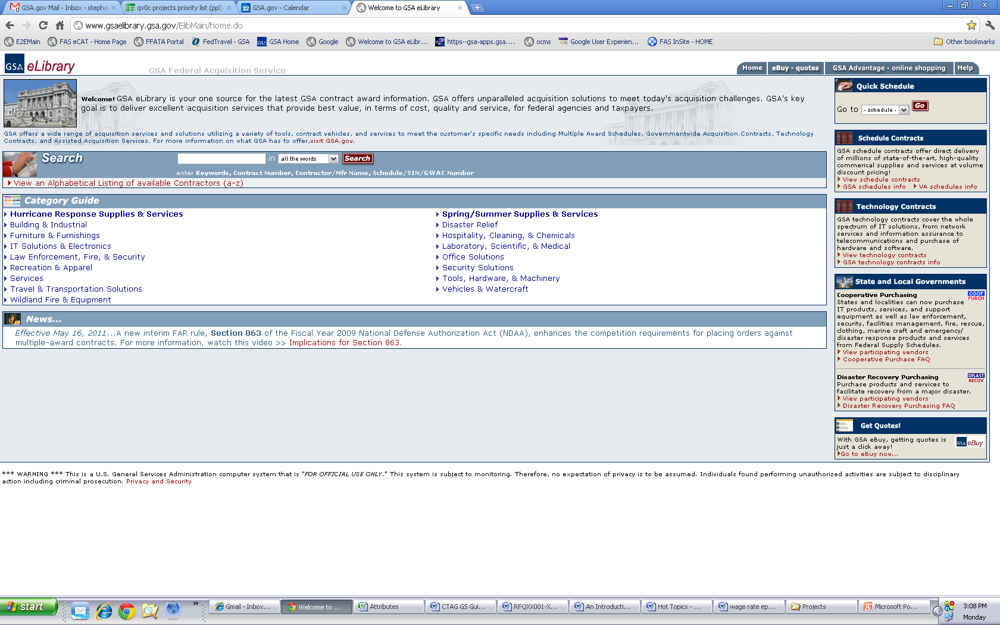 GSA.gov Mail - Inbox - stepha
qv0c projects priority list (ppl)
22 GSA.gov - Calendar
Welcome to GSA eLibrary
www.gsaelibrary.gsa.gov/ElibMain/home.do
E2EMain
FAS eCAT - Home Page
FFATA Portal
FedTravel - GSA
GSA GSA Home
Google
Welcome to GSA eLibr...
https--gsa-apps.gsa....
ocms
Google User Experien...
FAS InSite - HOME
Other bookmarks
GSA eLibrary
GSA Federal Acquisition Service
Home
eBuy - quotes
GSA Advantage - online shopping
Help
Welcome! GSA eLibrary is your one source for the latest GSA contract award information. GSA offers unparalleled acquisition solutions to meet today's acquisition challenges. GSA's key
goal is to deliver excellent acquisition services that provide best value, in terms of cost, quality and service, for federal agencies and taxpayers.
GSA offers a wide range of acquisition services and solutions utilizing a variety of tools, contract vehicles, and services to meet the customer's specific needs including Multiple Award Schedules, Governmentwide Acquisition Contracts, Technology
Contracts, and Assisted Acquisition Services. For more information on what GSA has to offer,visit GSA.gov.
Search
in all the words Search
enter Keywords, Contract Number, Contractor/Mfr Name, Schedule/SIN/GWAC Number
View an Alphabetical Listing of available Contractors (a-z)
Category Guide
Hurricane Response Supplies & Services
Building & Industrial
Furniture & Furnishings
IT Solutions & Electronics
Law Enforcement, Fire, & Security
Recreation & Apparel
Services
Travel & Transportation Solutions
Wildland Fire & Equipment
Spring/Summer Supplies & Services
Disaster Relief
Hospitality, Cleaning, & Chemicals
Laboratory, Scientific, & Medical
Office Solutions
Security Solutions
Tools, Hardware, & Machinery
Vehicles & Watercraft
News...
Effective May 16, 2011...A new interim FAR rule, Section 863 of the Fiscal Year 2009 National Defense Authorization Act (NDAA), enhances the competition requirements for placing orders against
multiple-award contracts. For more information, watch this video >> Implications for Section 863.
Quick Schedule
Go to - schedule - Go
Schedule Contracts
GSA schedule contracts offer direct delivery
of millions of state-of-the-art, high-quality
commerical supplies and services at volume
discount pricing!
View schedule contracts
GSA schedules info VA schedules info
Technology Contracts
GSA technology contracts cover the whole
spectrum of IT solutions, from network
services and information assurance to
telecommunications and purchase of
hardware and software.
View technology contracts
GSA technology contracts info
State and Local Governments
Cooperative Purchasing
COOP
PURCH
States and localities can now purchase
IT products, services, and support
equipment as well as law enforcement,
security, facilities management, fire, rescue,
clothing, marine craft and emergency/
disaster response products and services
from Federal Supply Schedules.
View participating vendors
Cooperative Purchase FAQ
Disaster Recovery Purchasing
DISAST
RECOV
Purchase products and services to
facilitate recovery from a major disaster.
View participating vendors
Disaster Recovery Purchasing FAQ
Get Quotes!
With GSA eBuy, getting quotes is
just a click away!
Go to eBuy now...
GSA eBuy
*** WARNING *** This is a U.S. General Services Administration computer system that is "FOR OFFICIAL USE ONLY." This system is subject to monitoring. Therefore, no expectation of privacy is to be assumed. Individuals found performing unauthorized activities are subject to disciplinary
action including criminal prosecution. Privacy and Security
start
»
Gmail - Inbox...
Welcome to ...
Attributes
CTAG GS Gui...
RFQXX001-X...
An Introducti...
Hot Topics - ...
wage rate ep...
Projects
Microsoft Po...
3:08 PM
Monday